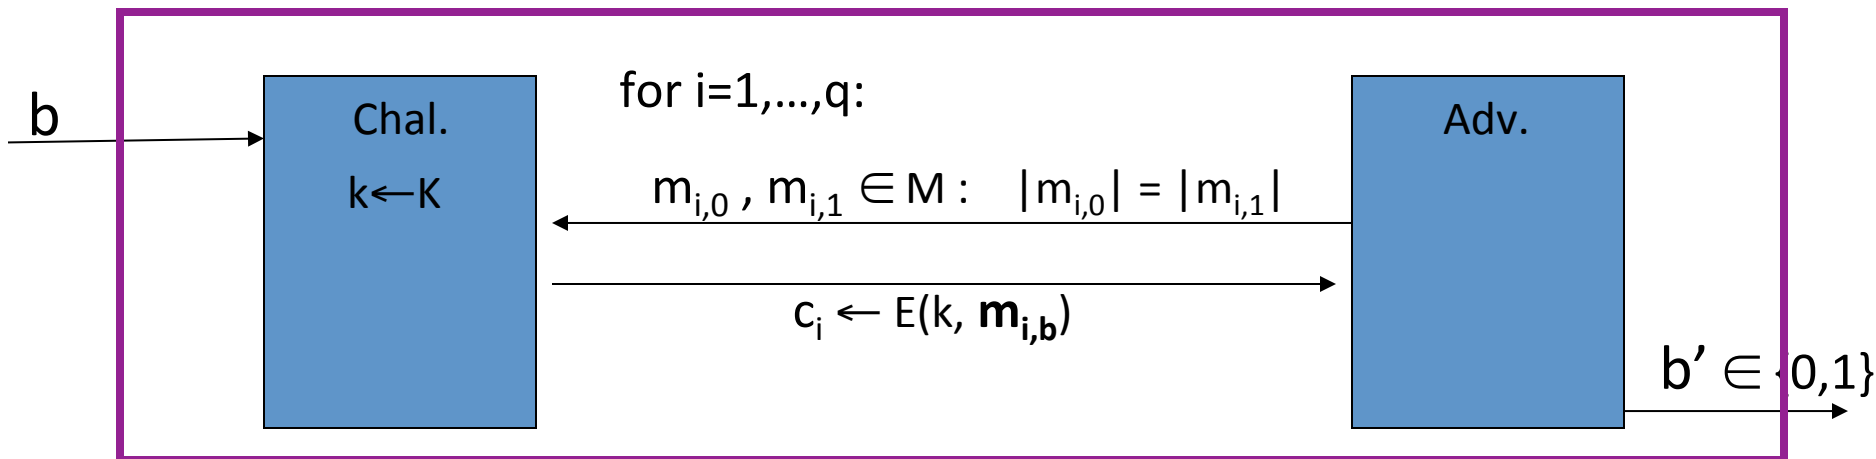 b
Chal.
k←K
for i=1,…,q:
m_{i,0} , m_{i,1} ∈ M : |m_{i,0}| = |m_{i,1}|
c_i ← E(k, m_{i,b})
Adv.
b’ ∈ {0,1}